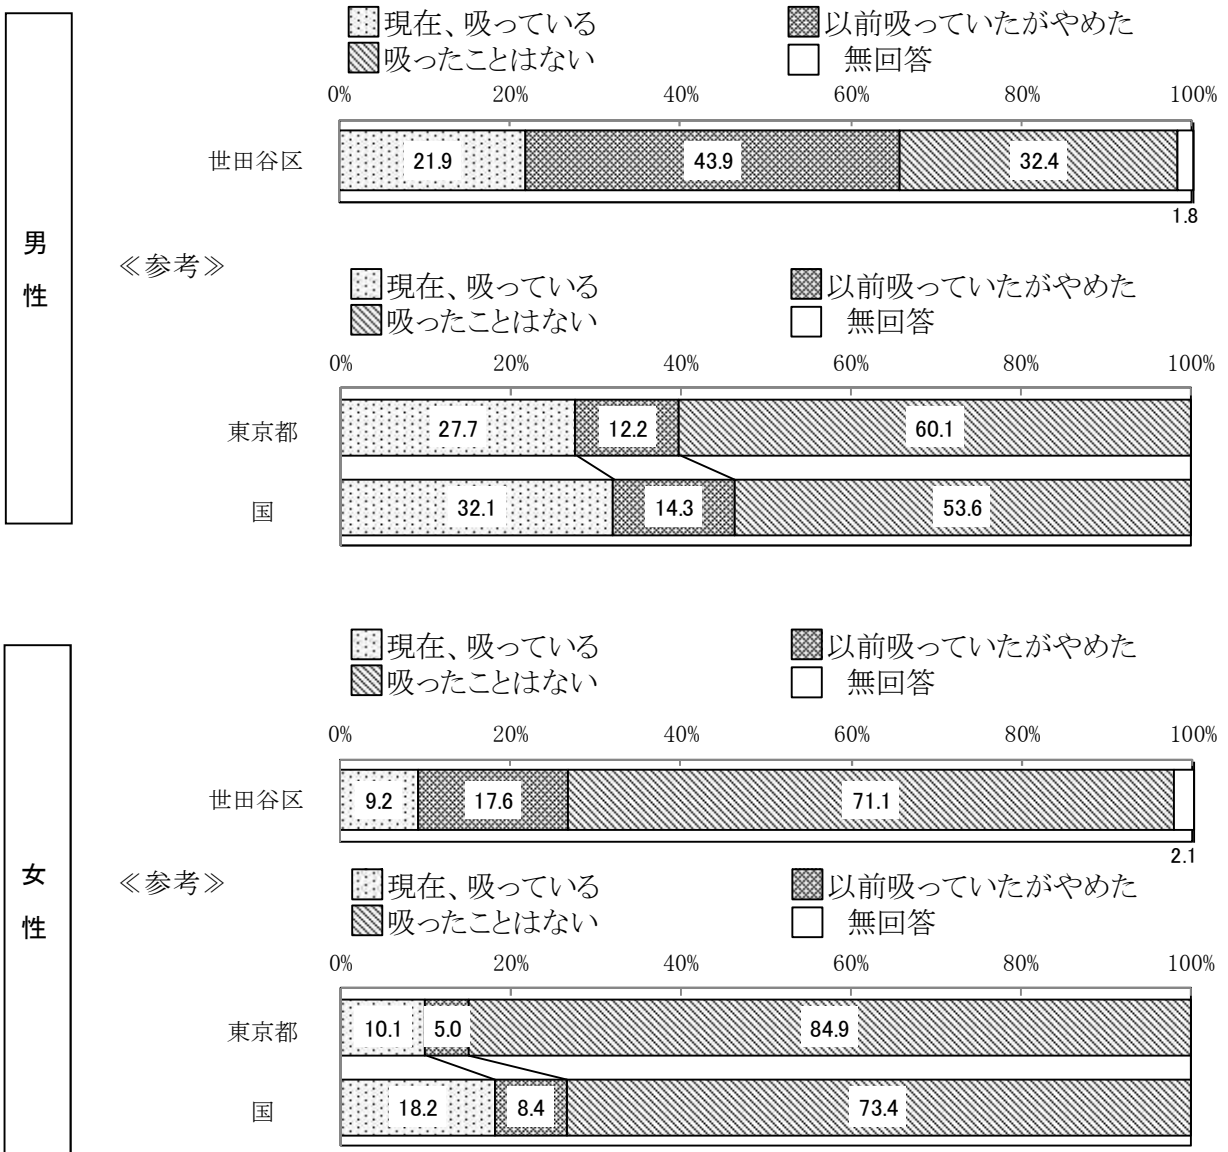 男
性
現在、吸っている 以前吸っていたがやめた
吸ったことはない 無回答
0% 20% 40% 60% 80% 100%
世田谷区 21.9 43.9 32.4
1.8
≪参考≫
現在、吸っている 以前吸っていたがやめた
吸ったことはない 無回答
0% 20% 40% 60% 80% 100%
東京都 27.7 12.2 60.1
国 32.1 14.3 53.6
女
性
現在、吸っている 以前吸っていたがやめた
吸ったことはない 無回答
0% 20% 40% 60% 80% 100%
世田谷区 9.2 17.6 71.1
2.1
≪参考≫
現在、吸っている 以前吸っていたがやめた
吸ったことはない 無回答
0% 20% 40% 60% 80% 100%
東京都 10.1 5.0 84.9
国 18.2 8.4 73.4